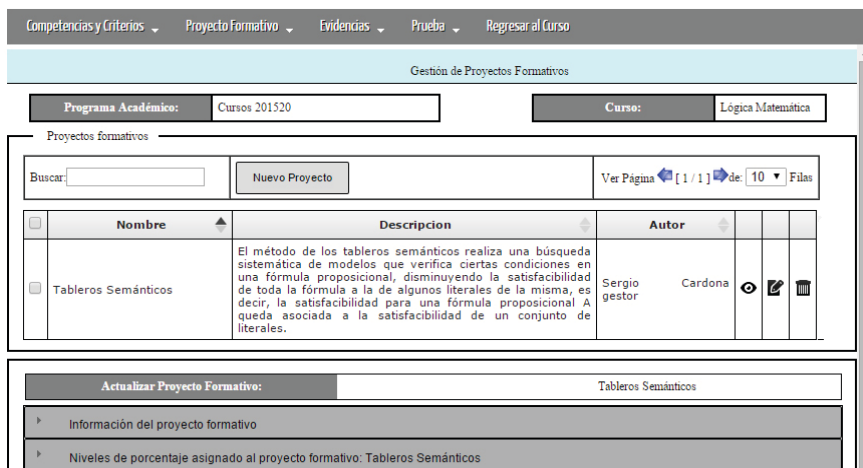 Competencias y Criterios Proyecto Formativo Evidencias Prueba Regresar al Curso
Gestión de Proyectos Formativos
Programa Académico: Cursos 201520 Curso: Lógica Matemática
Proyectos formativos
Buscar: Nuevo Proyecto Ver Página [ 1 / 1 ] de: 10 Filas
Nombre Descripcion Autor
El método de los tableros semánticos realiza una búsqueda
sistemática de modelos que verifica ciertas condiciones en
una fórmula proposicional, disminuyendo la satisfacibilidad
de toda la fórmula a la de algunos literales de la misma, es
decir, la satisfacibilidad para una fórmula proposicional A
queda asociada a la satisfacibilidad de un conjunto de
literales.
Tableros Semánticos
Sergio Cardona
gestor
Actualizar Proyecto Formativo: Tableros Semánticos
Información del proyecto formativo
Niveles de porcentaje asignado al proyecto formativo: Tableros Semánticos